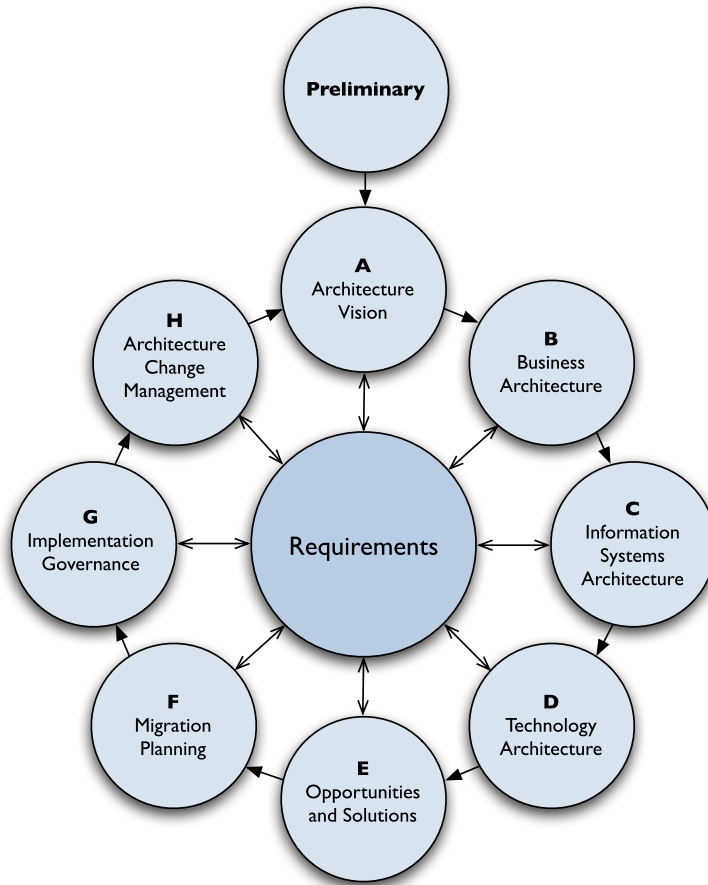 Preliminary
A
Architecture
Vision
B
Business
Architecture
C
Information
Systems
Architecture
D
Technology
Architecture
E
Opportunities
and Solutions
F
Migration
Planning
G
Implementation
Governance
H
Architecture
Change
Management
Requirements